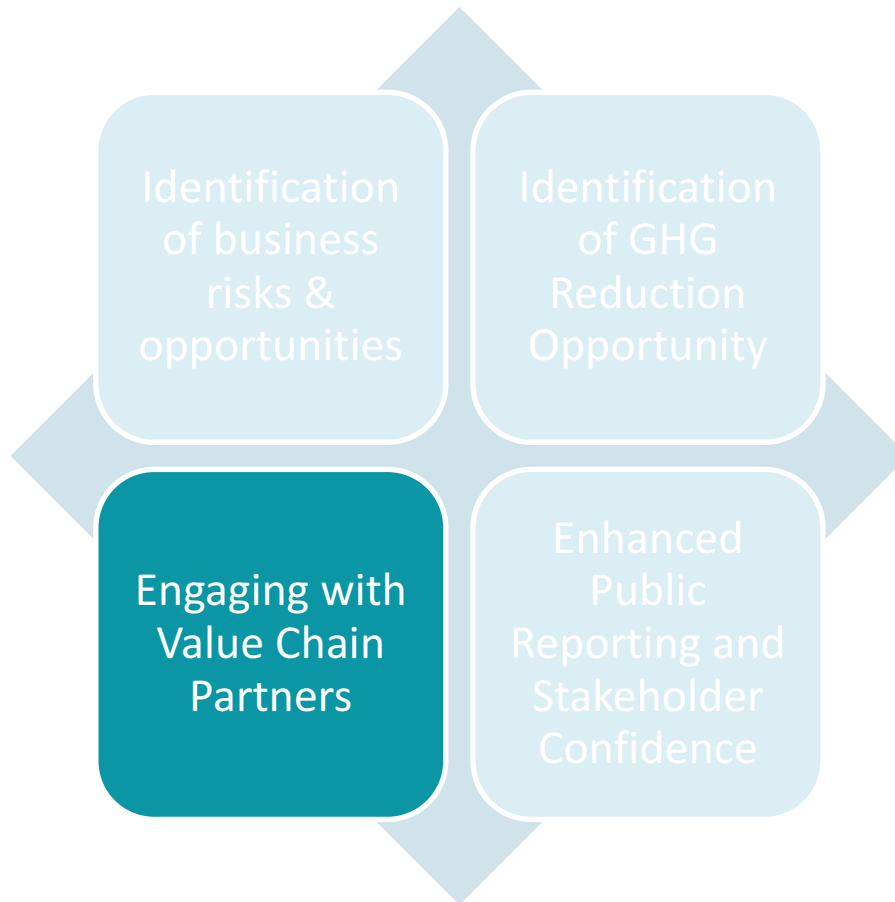 Identification
of business
risks &
opportunities
Identification
of GHG
Reduction
Opportunity
Engaging with
Value Chain
Partners
Enhanced
Public
Reporting and
Stakeholder
Confidence